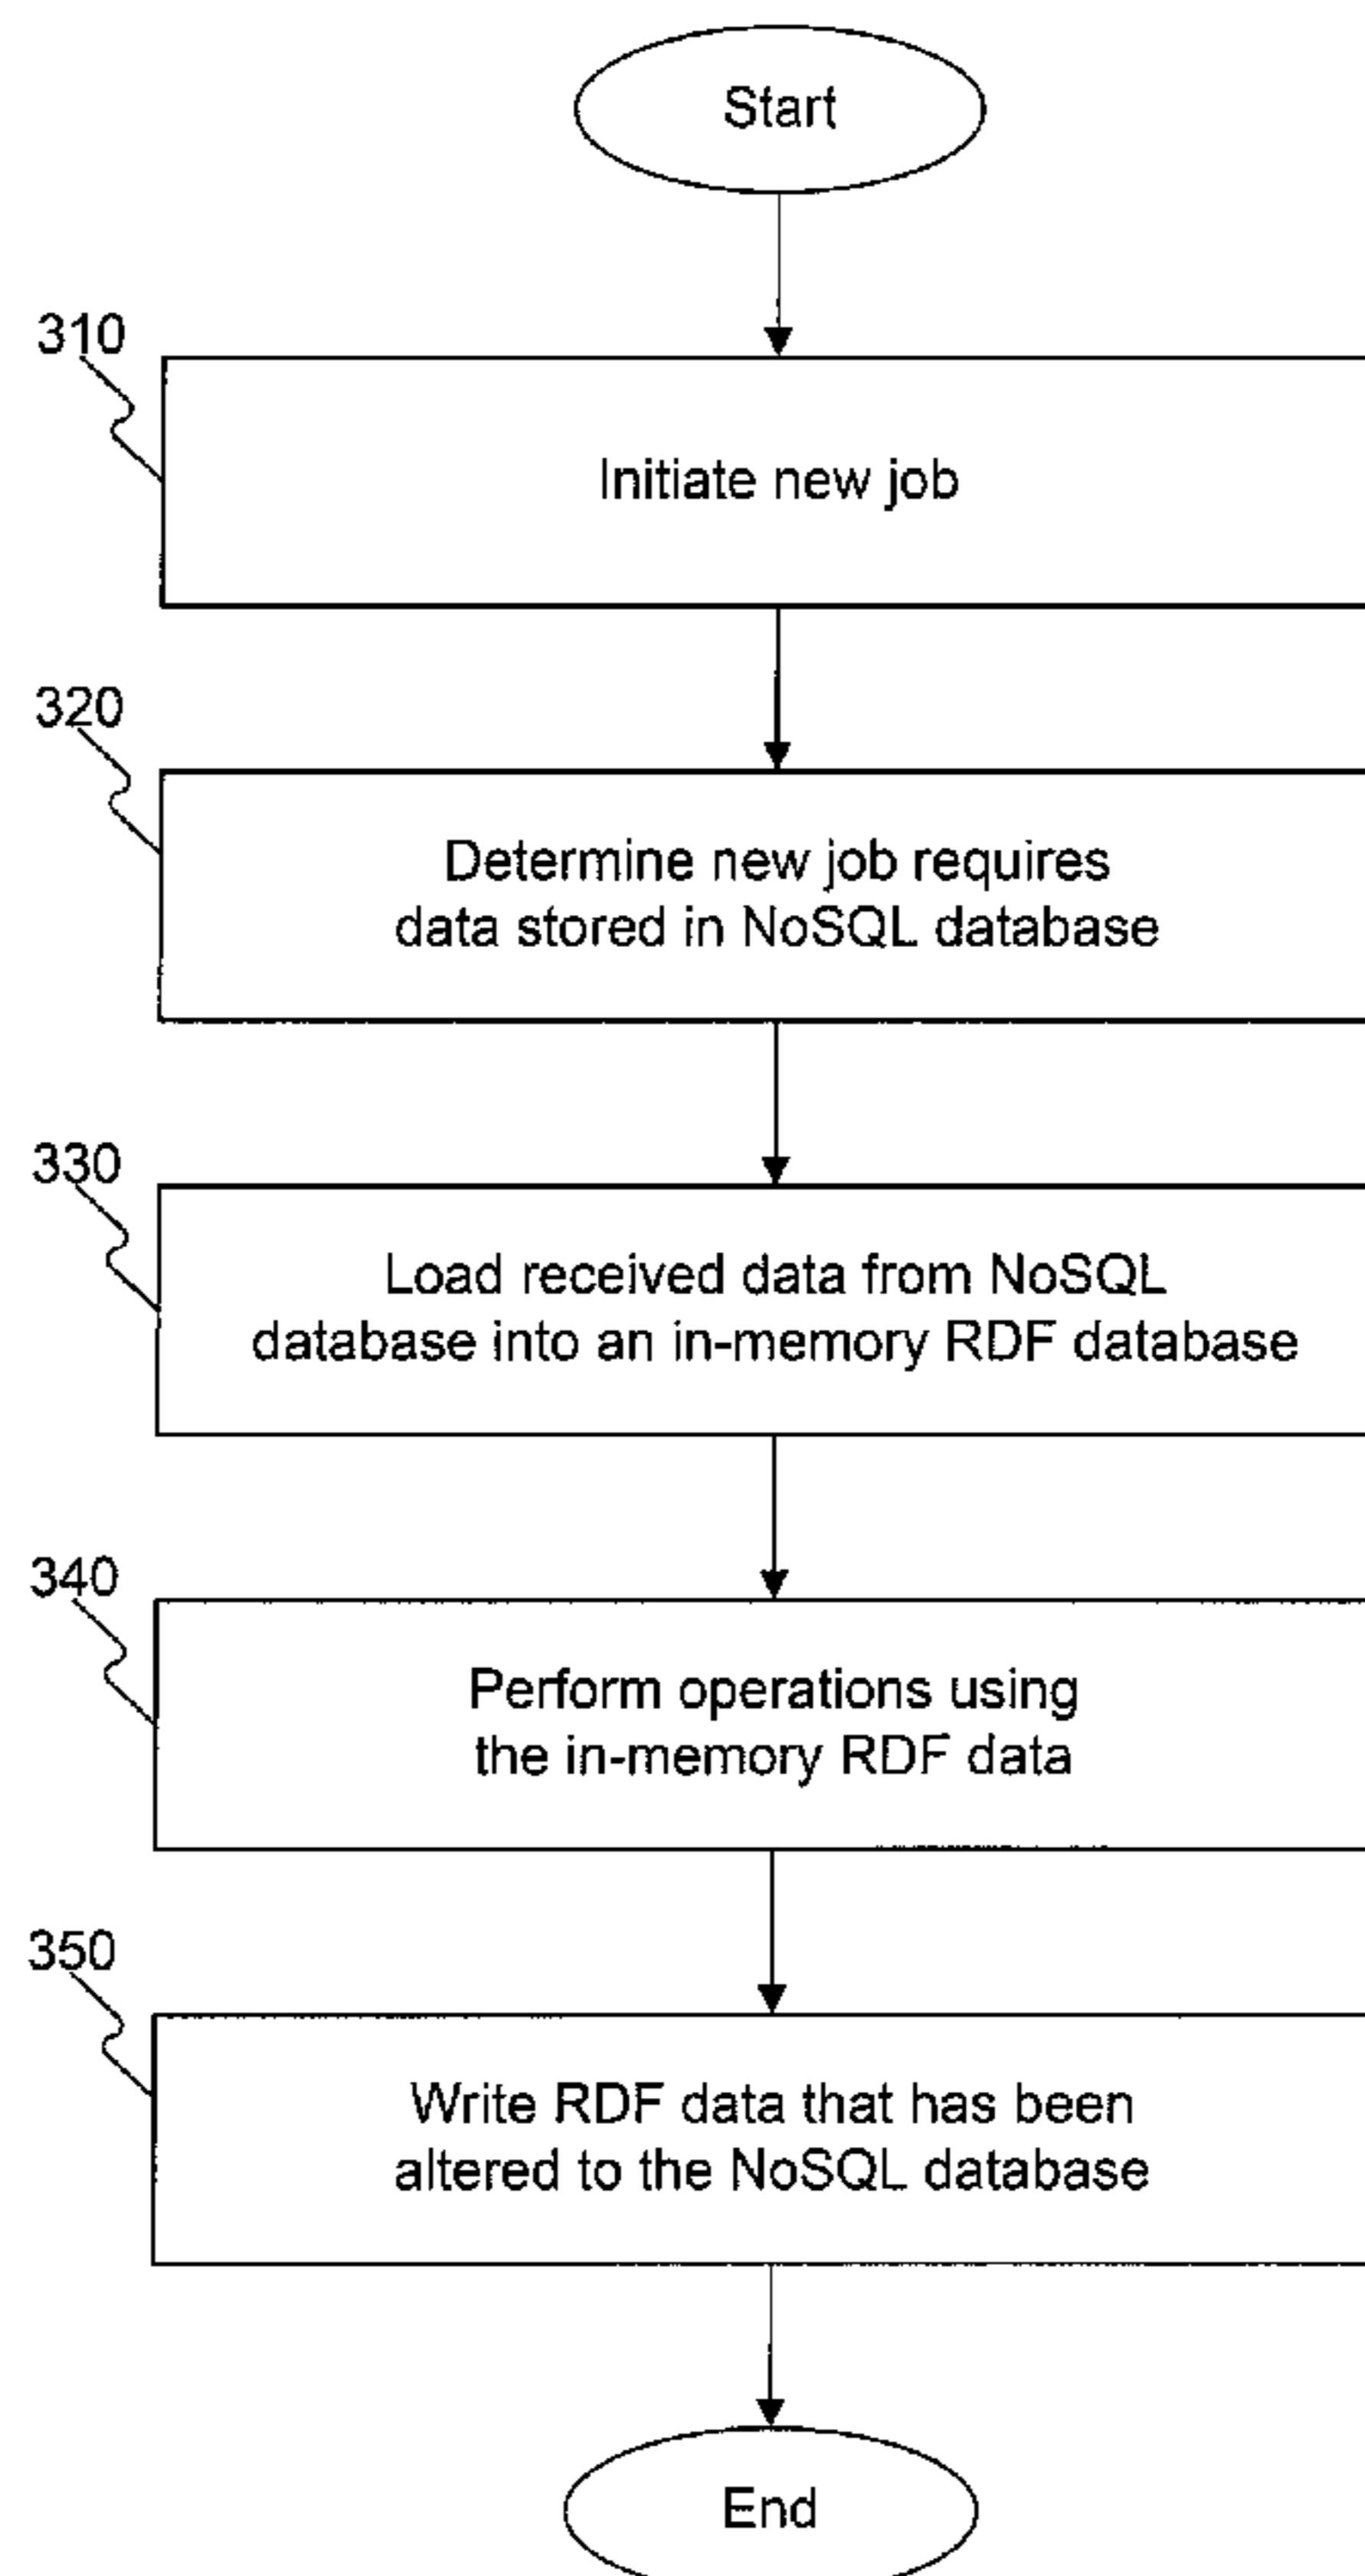 Start
310
Initiate new job
320
Determine new job requires
data stored in NoSQL database
330
Load received data from NoSQL
database into an in-memory RDF database
340
Perform operations using
the in-memory RDF data
350
Write RDF data that has been
altered to the NoSQL database
End